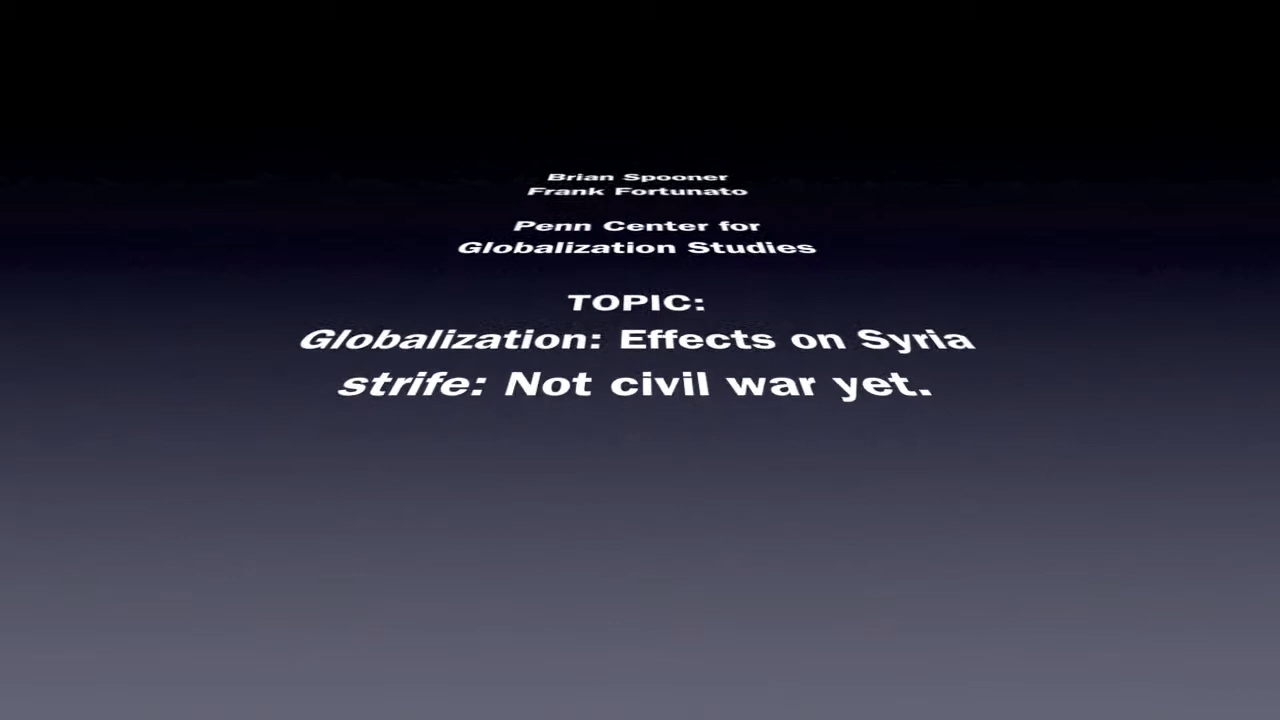 Brian Spooner
Frank Fortunato
Penn Center for
Globalization Studies
TOPIC:
Globalization: Effects on Syria
strife: Not civil war yet.